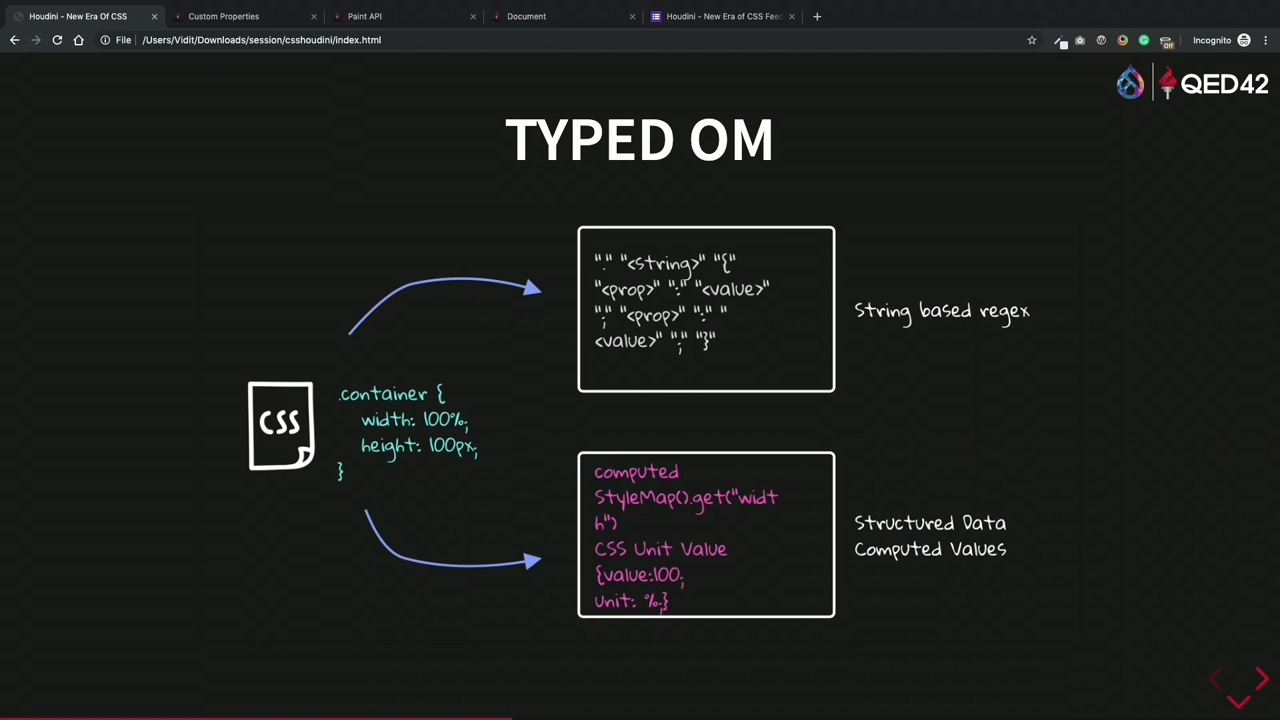 Houdini - New Era Of CSS
Custom Properties
Paint API
Document
Houdini - New Era of CSS Fee
File
/Users/Vidit/Downloads/session/csshoudini/index.html
Off
Incognito
QED42
TYPED OM
"." "<string>" "{"
"<prop>" ":" "<value>"
";" "<prop>" ":" "
<value>" ";" "}"
String based regex
CSS
.container {
width: 100%;
height: 100px;
}
computed
StyleMap().get("widt
h")
CSS Unit Value
{value:100;
unit: %;}
Structured Data
Computed Values